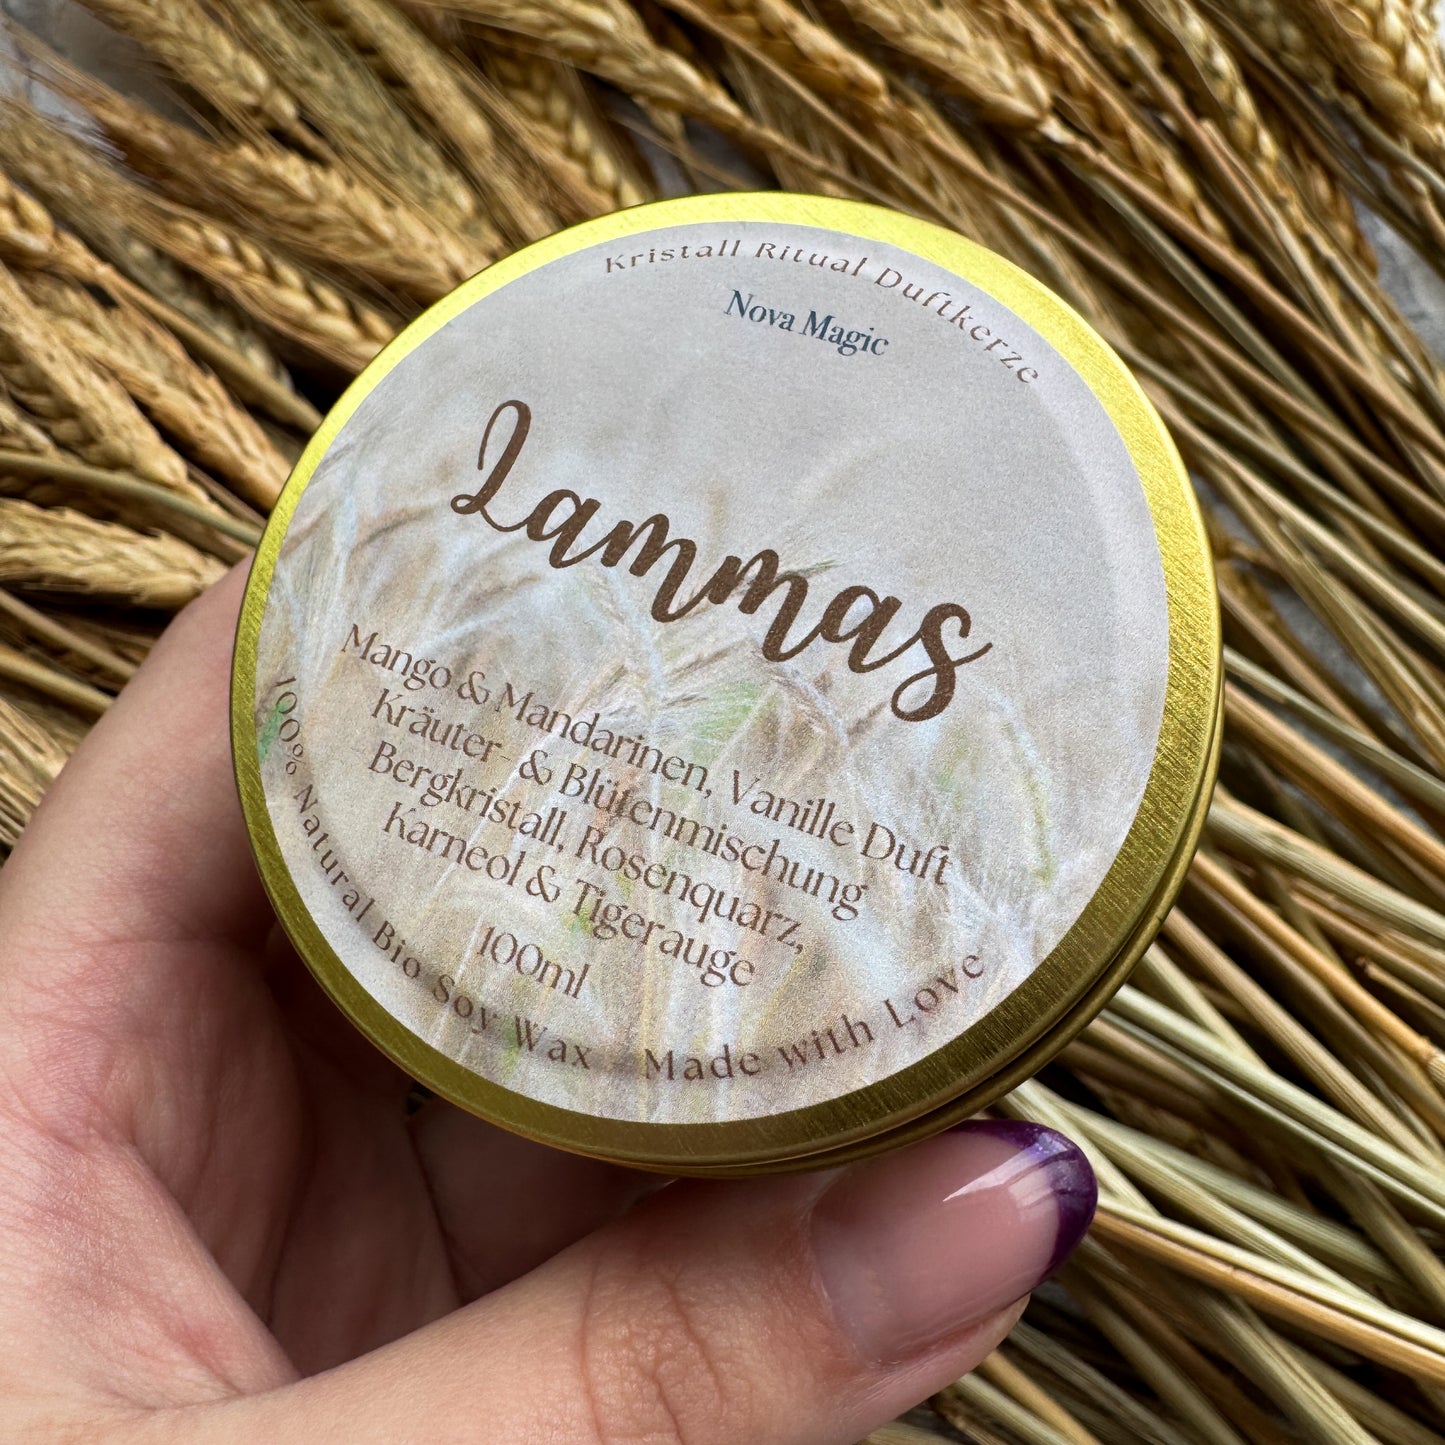 Kristall Ritual Duftkerze
Nova Magic
Lammas
Mango & Mandarinen, Vanille Duft
Kräuter- & Blütenmischung
Bergkristall, Rosenquarz,
Karneol & Tigerauge
100ml
100% Natural Bio Soy Wax
Made with Love